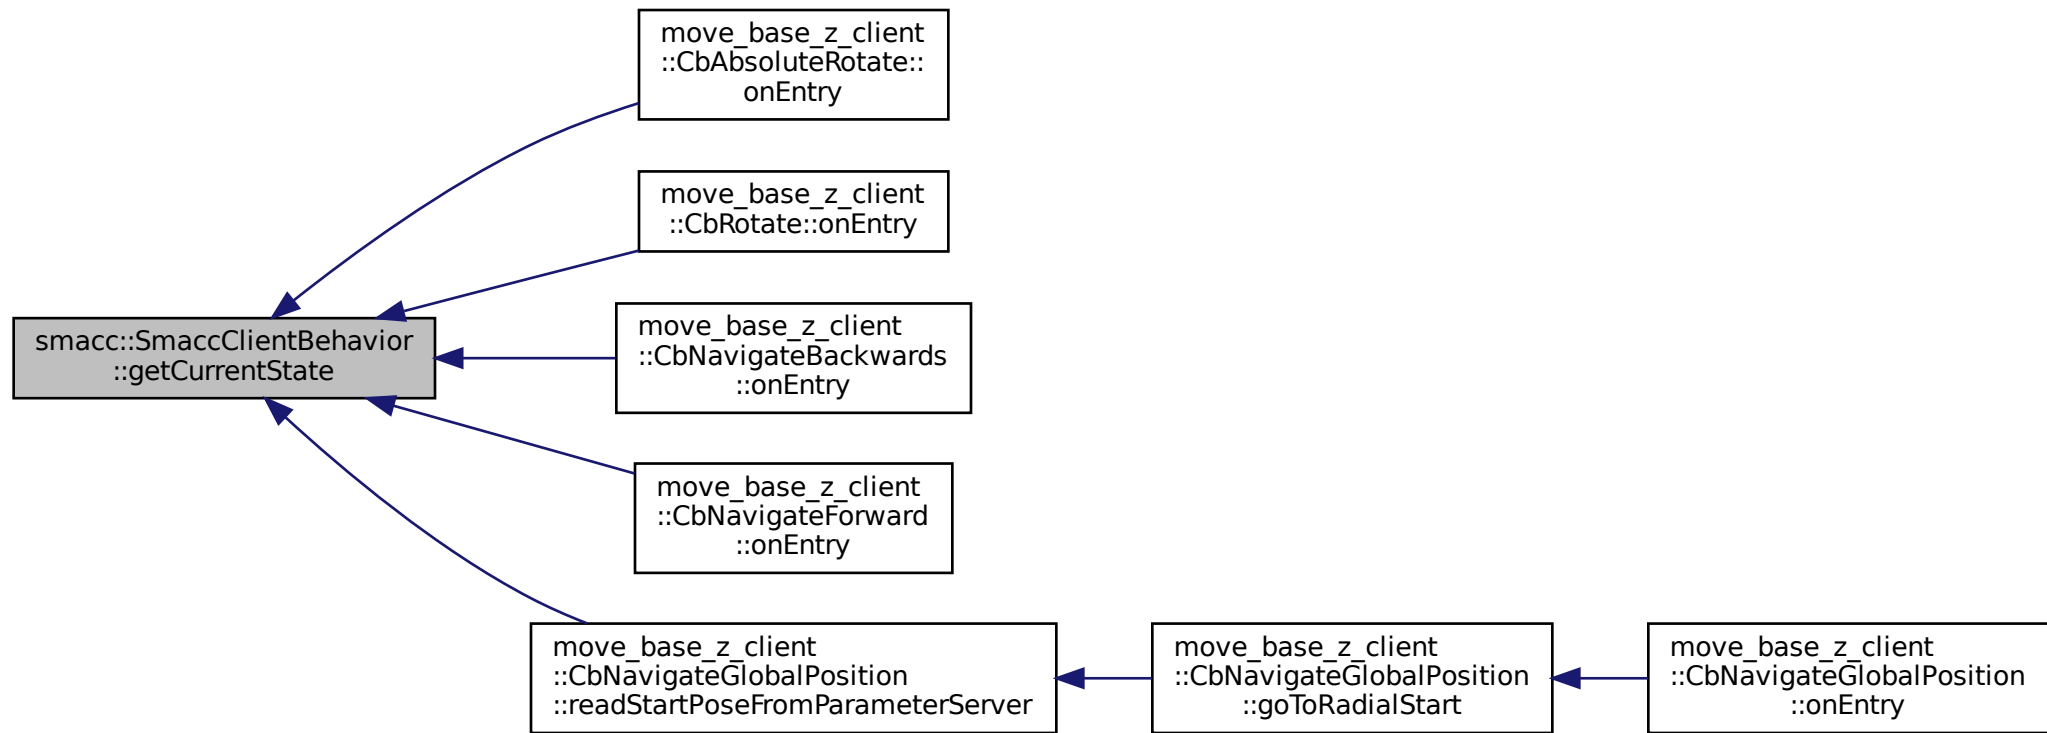 move_base_z_client
::CbAbsoluteRotate::
onEntry
move_base_z_client
::CbRotate::onEntry
smacc::SmaccClientBehavior
::getCurrentState
move_base_z_client
::CbNavigateBackwards
::onEntry
move_base_z_client
::CbNavigateForward
::onEntry
move_base_z_client
::CbNavigateGlobalPosition
::readStartPoseFromParameterServer
move_base_z_client
::CbNavigateGlobalPosition
::goToRadialStart
move_base_z_client
::CbNavigateGlobalPosition
::onEntry